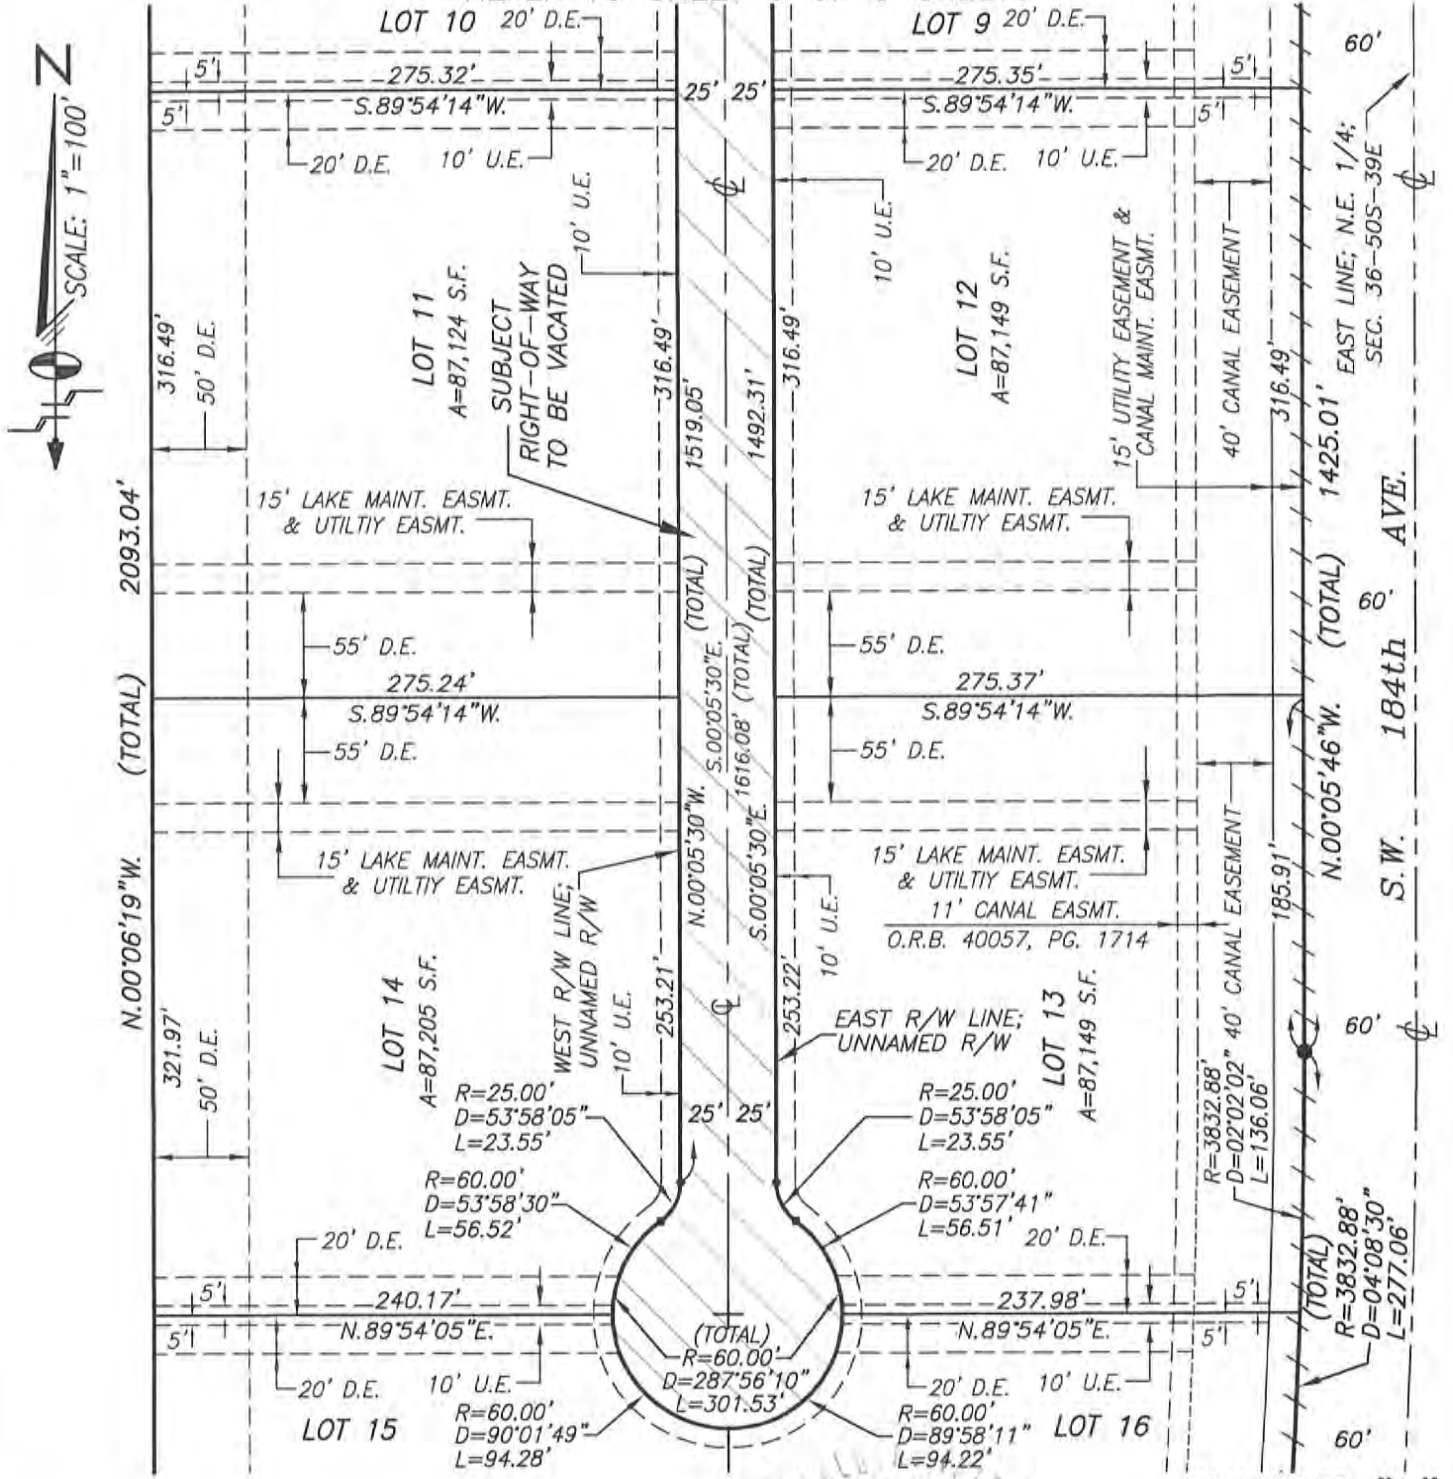 LOT 10
20' D.E.
LOT 9
20' D.E.
60'
N
SCALE: 1"=100'
5'
275.32'
5'
S.89°54'14"W.
20' D.E.
10' U.E.
25'
25'
275.35'
5'
S.89°54'14"W.
5'
20' D.E.
10' U.E.
EAST LINE; N.E. 1/4;
SEC. 36-50S-39E
℄
℄
10' U.E.
10' U.E.
316.49'
50' D.E.
LOT 11
A=87,124 S.F.
SUBJECT
RIGHT-OF-WAY
TO BE VACATED
316.49'
1519.05'
(TOTAL)
1492.31'
(TOTAL)
316.49'
LOT 12
A=87,149 S.F.
15' UTILITY EASEMENT &
CANAL MAINT. EASMT.
40' CANAL EASEMENT
316.49'
1425.01'
(TOTAL)
N.00°05'46"W.
S.W. 184th AVE.
60'
2093.04'
(TOTAL)
N.00°06'19"W.
15' LAKE MAINT. EASMT.
& UTILTIY EASMT.
15' LAKE MAINT. EASMT.
& UTILTIY EASMT.
55' D.E.
55' D.E.
275.24'
S.89°54'14"W.
275.37'
S.89°54'14"W.
55' D.E.
55' D.E.
S.00°05'30"E.
1616.08' (TOTAL)
N.00°05'30"W.
S.00°05'30"E.
15' LAKE MAINT. EASMT.
& UTILTIY EASMT.
15' LAKE MAINT. EASMT.
& UTILTIY EASMT.
11' CANAL EASMT.
O.R.B. 40057, PG. 1714
WEST R/W LINE;
UNNAMED R/W
10' U.E.
10' U.E.
40' CANAL EASEMENT
185.91'
321.97'
50' D.E.
LOT 14
A=87,205 S.F.
253.21'
℄
253.22'
EAST R/W LINE;
UNNAMED R/W
LOT 13
A=87,149 S.F.
60'
℄
R=25.00'
D=53°58'05"
L=23.55'
25'
25'
R=25.00'
D=53°58'05"
L=23.55'
R=3832.88'
D=02°02'02"
L=136.06'
R=60.00'
D=53°58'30"
L=56.52'
R=60.00'
D=53°57'41"
L=56.51'
20' D.E.
20' D.E.
5'
240.17'
5'
N.89°54'05"E.
237.98'
5'
N.89°54'05"E.
5'
(TOTAL)
R=60.00'
D=287°56'10"
L=301.53'
(TOTAL)
R=3832.88'
D=04°08'30"
L=277.06'
20' D.E.
10' U.E.
20' D.E.
10' U.E.
LOT 15
R=60.00'
D=90°01'49"
L=94.28'
R=60.00'
D=89°58'11"
L=94.22'
LOT 16
60'